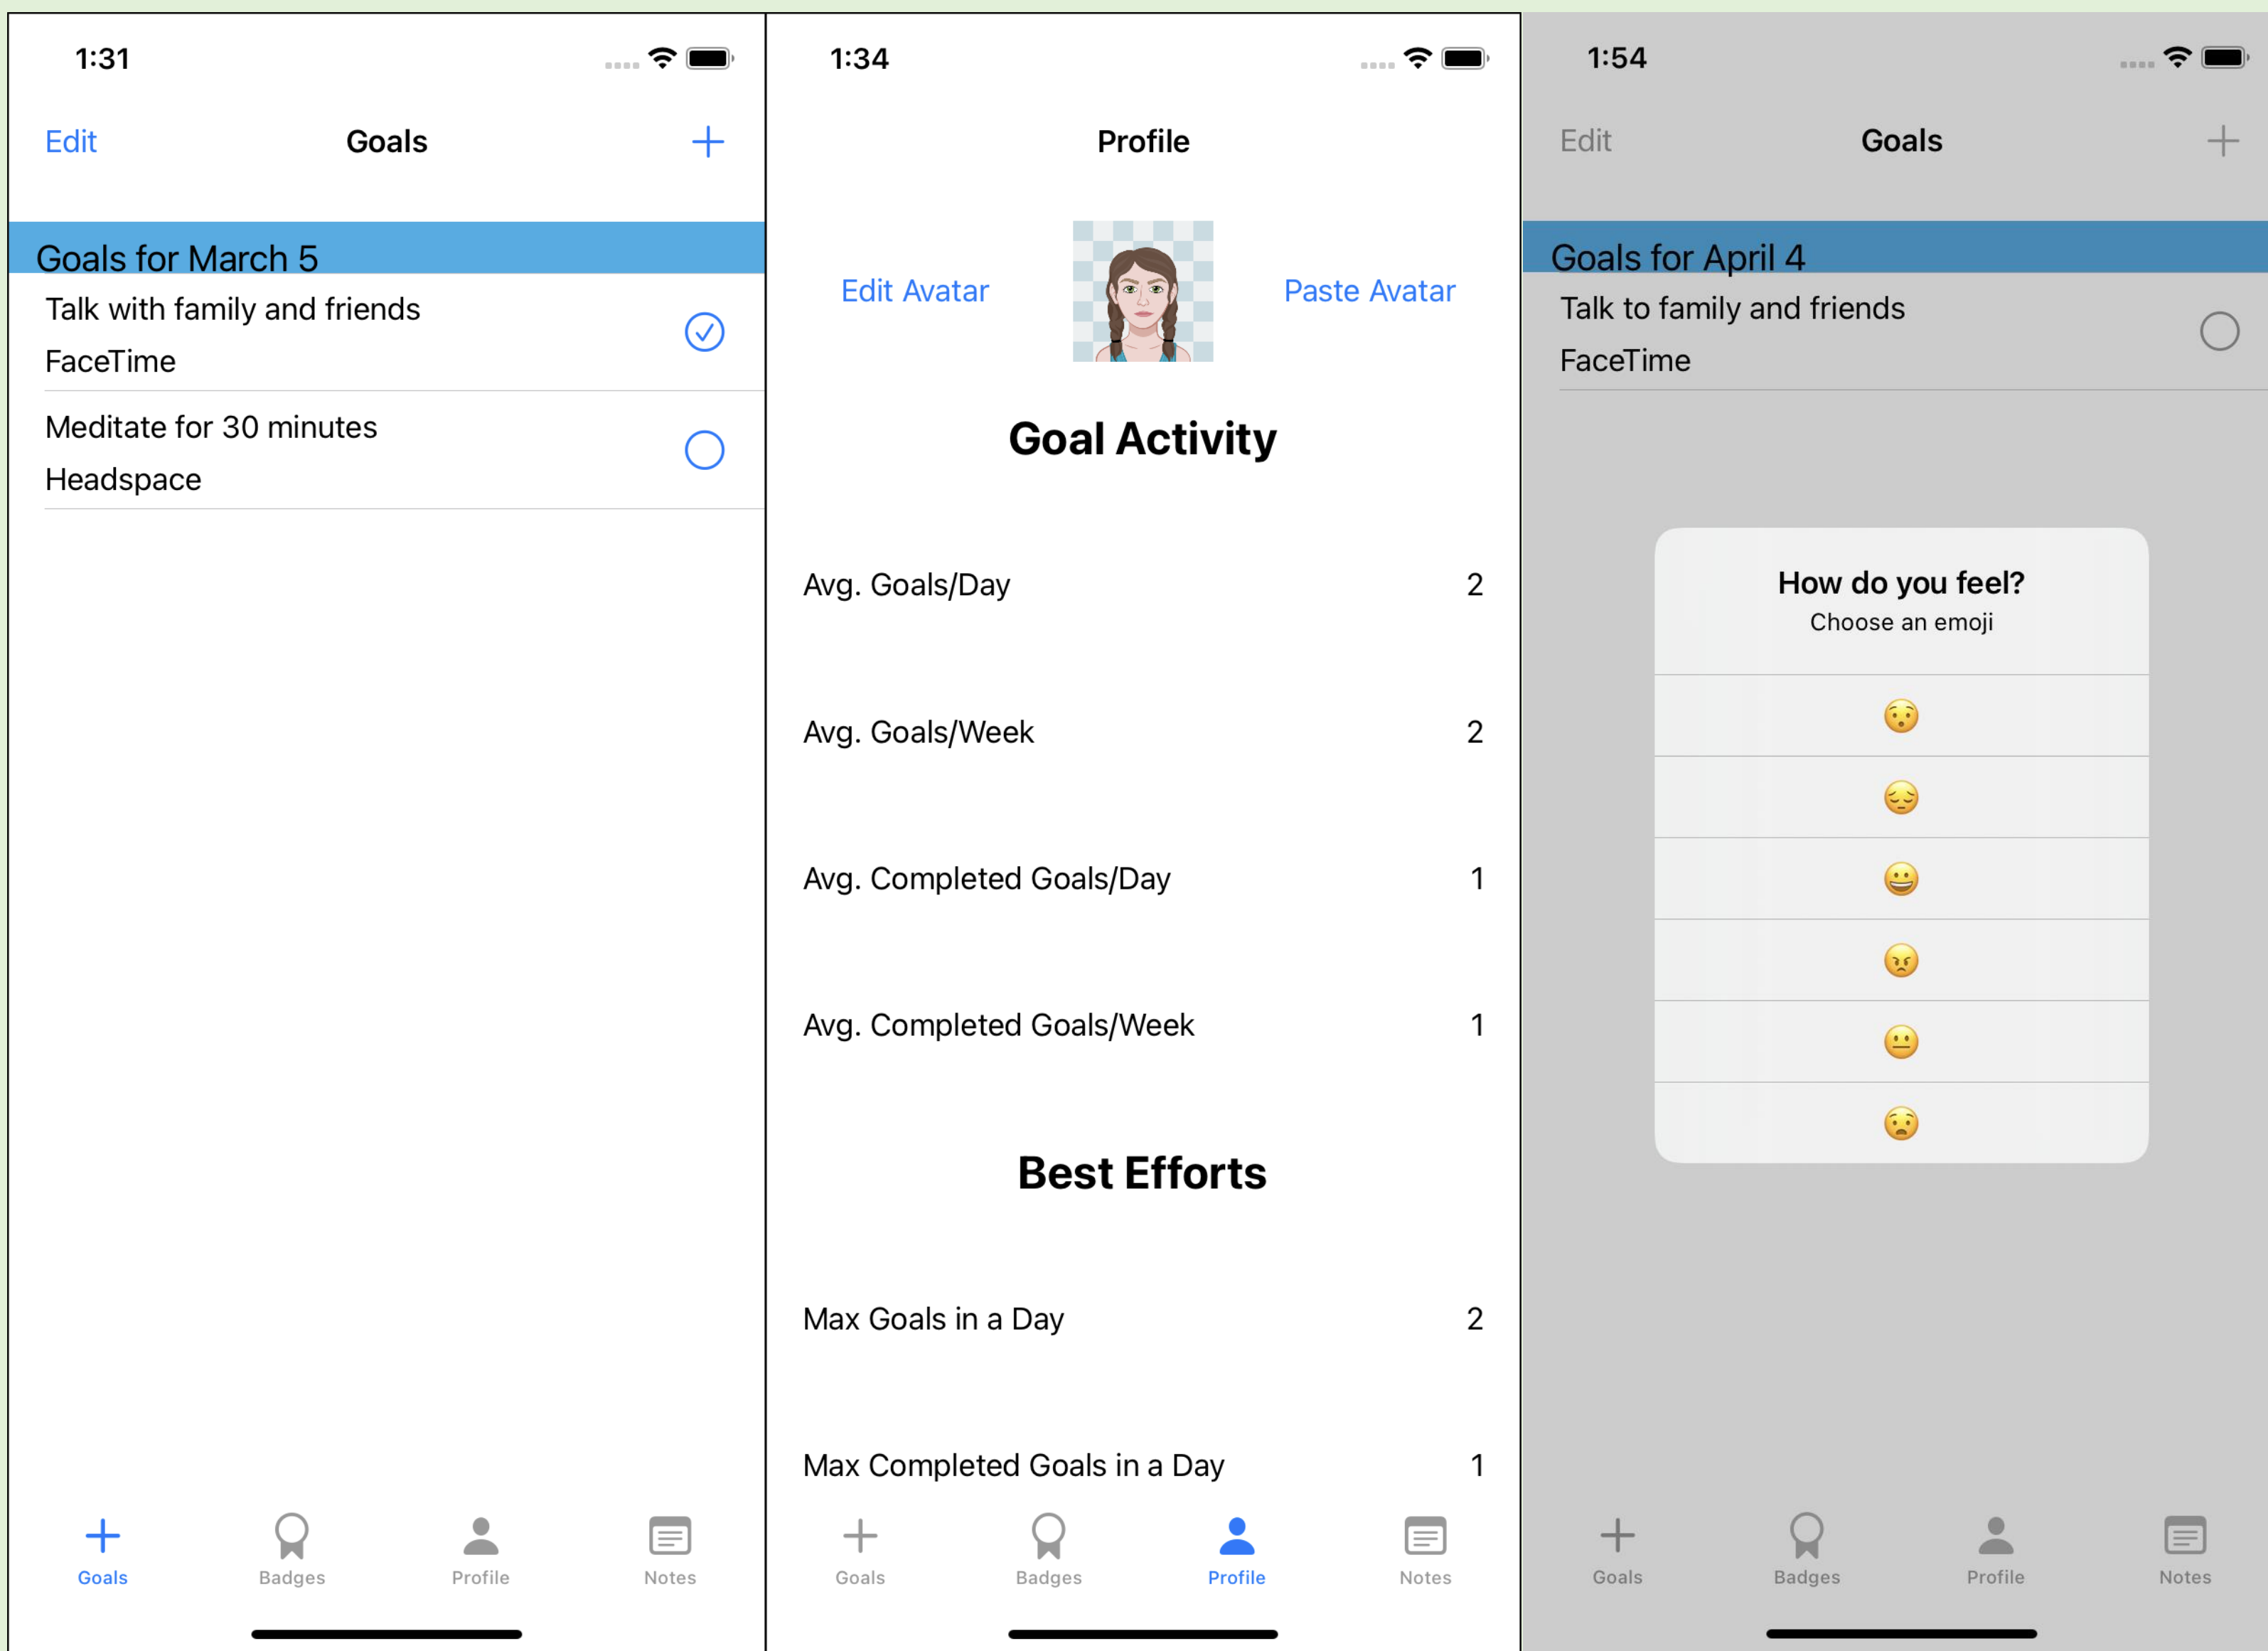 1:31
Edit
Goals
Goals for March 5
Talk with family and friends
FaceTime
Meditate for 30 minutes
Headspace
Goals
Badges
Profile
Notes
1:34
Profile
Edit Avatar
Paste Avatar
Goal Activity
Avg. Goals/Day 2
Avg. Goals/Week 2
Avg. Completed Goals/Day 1
Avg. Completed Goals/Week 1
Best Efforts
Max Goals in a Day 2
Max Completed Goals in a Day 1
Goals
Badges
Profile
Notes
1:54
Edit
Goals
Goals for April 4
Talk to family and friends
FaceTime
How do you feel?
Choose an emoji
Goals
Badges
Profile
Notes